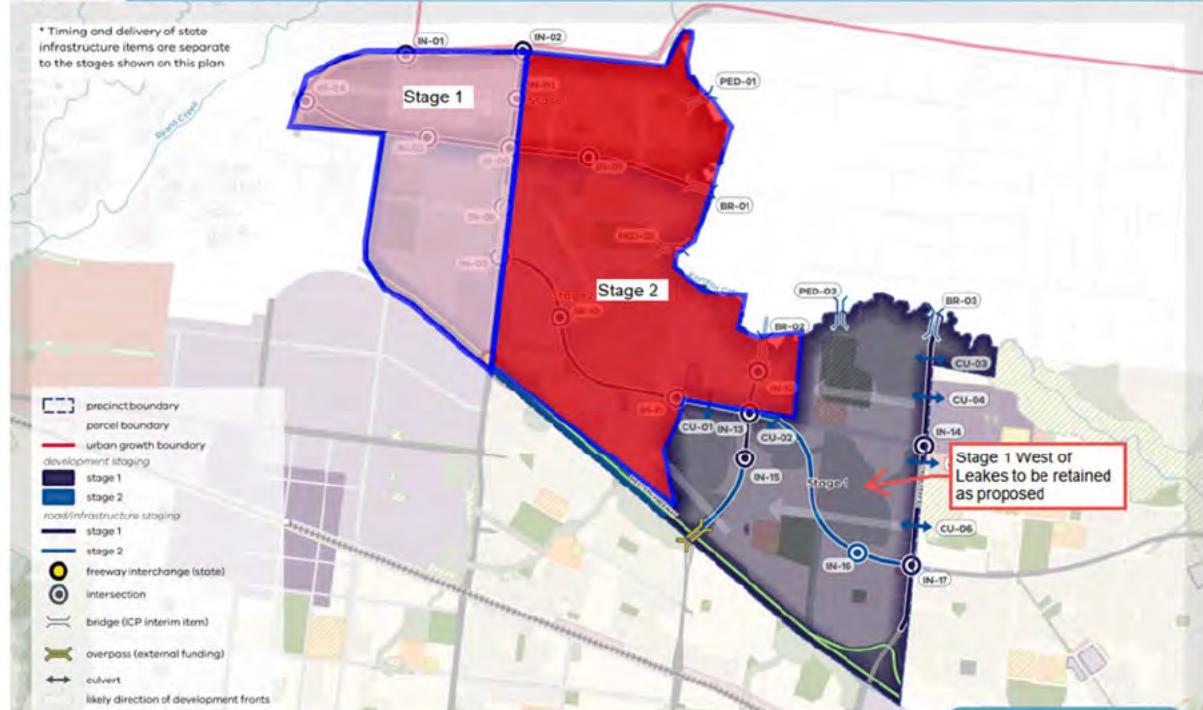 * Timing and delivery of state
infrastructure items are separate
to the stages shown on this plan
IN-01
IN-02
PED-01
Stage 1
BR-01
Stage 2
PED-03
BR-03
BR-02
CU-03
CU-04
IN-14
CU-01
IN-13
CU-02
IN-15
Stage 1
Stage 1 West of
Leakes to be retained
as proposed
CU-06
IN-16
IN-17
precinct boundary
parcel boundary
urban growth boundary
development staging
stage 1
stage 2
road/infrastructure staging
stage 1
stage 2
freeway interchange (state)
intersection
bridge (ICP interim item)
overpass (external funding)
culvert
likely direction of development fronts